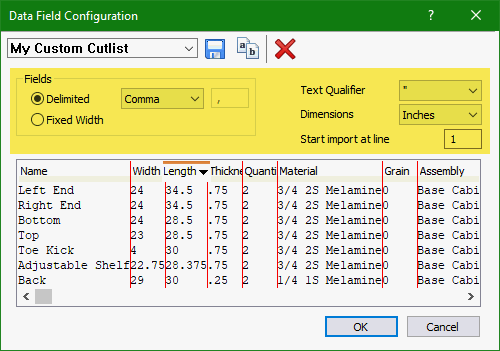 Data Field Configuration ? ×
My Custom Cutlist
Fields
Delimited Comma ,
Fixed Width
Text Qualifier "
Dimensions Inches
Start import at line 1
Name Width Length Thickne Quanti Material Grain Assembly
Left End 24 34.5 .75 2 3/4 2S Melamine 0 Base Cabi
Right End 24 34.5 .75 2 3/4 2S Melamine 0 Base Cabi
Bottom 24 28.5 .75 2 3/4 2S Melamine 0 Base Cabi
Top 23 28.5 .75 2 3/4 2S Melamine 0 Base Cabi
Toe Kick 4 30 .75 2 3/4 2S Melamine 0 Base Cabi
Adjustable Shelf 22.75 28.375 .75 2 3/4 2S Melamine 0 Base Cabi
Back 29 30 .25 2 1/4 1S Melamine 0 Base Cabi
OK Cancel